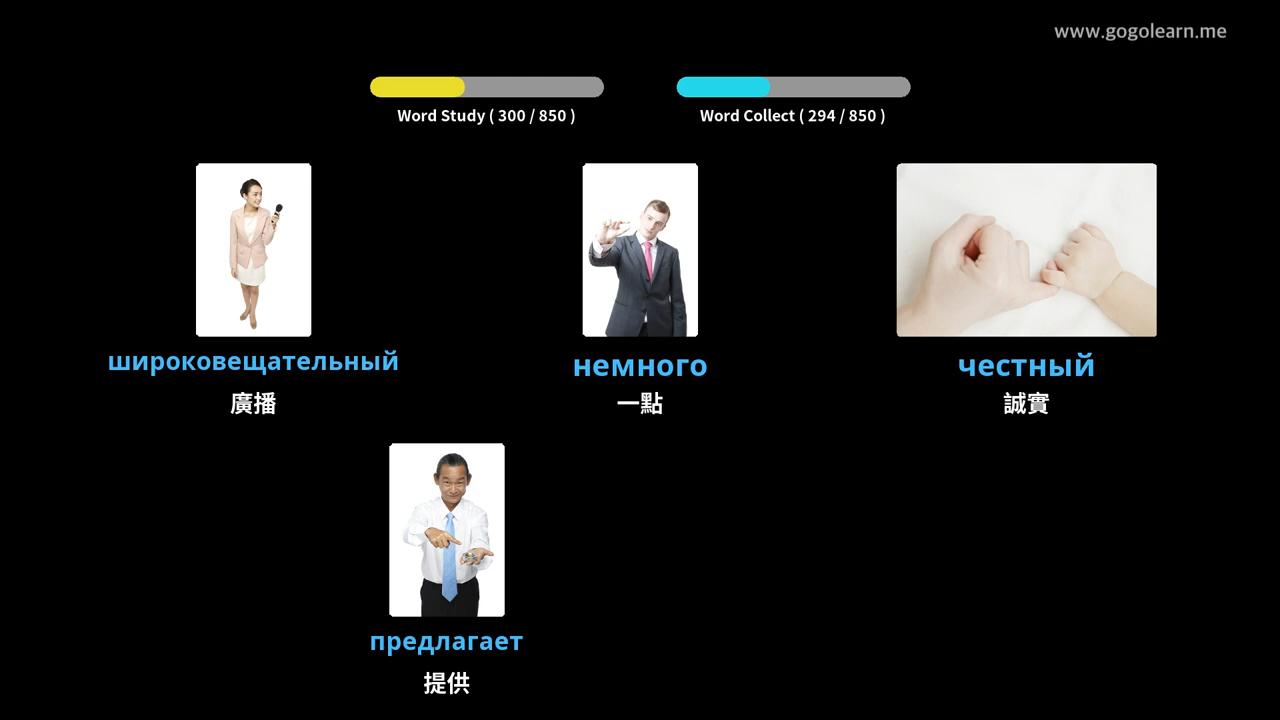 www.gogolearn.me
Word Study ( 300 / 850 )
Word Collect ( 294 / 850 )
широковещательный
немного
честный
廣播
一點
誠實
предлагает
提供